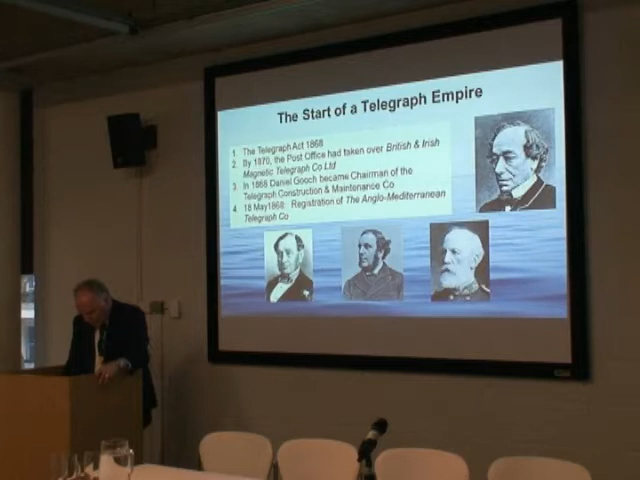 The Start of a Telegraph Empire
1 The Telegraph Act 1868
2. By 1870, the Post Office had taken over British & Irish
Magnetic Telegraph Co Ltd
3 In 1868 Daniel Gooch became Chairman of the
Telegraph Construction & Maintenance Co
4 18 May1868: Registration of The Anglo-Mediterranean
Telegraph Co